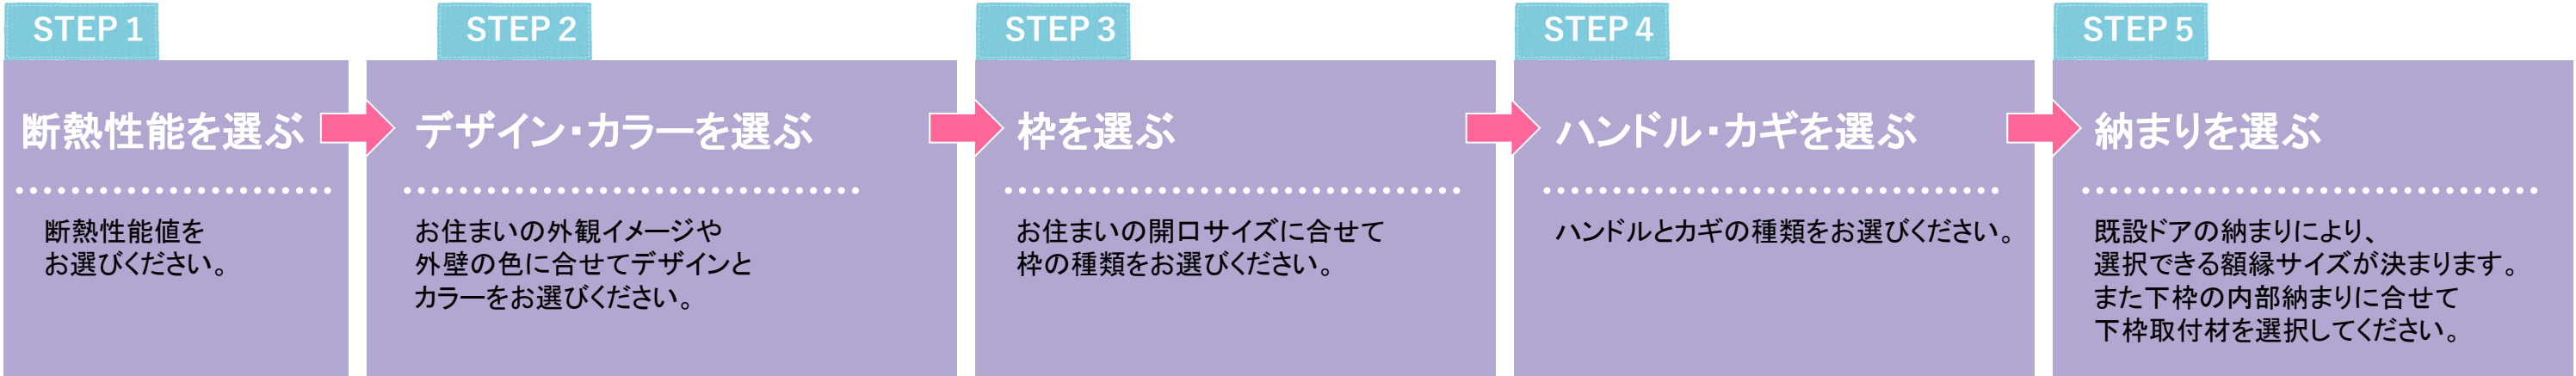 STEP 1
断熱性能を選ぶ
断熱性能値を
お選びください。
STEP 2
デザイン・カラーを選ぶ
お住まいの外観イメージや
外壁の色に合せてデザインと
カラーをお選びください。
STEP 3
枠を選ぶ
お住まいの開口サイズに合せて
枠の種類をお選びください。
STEP 4
ハンドル・カギを選ぶ
ハンドルとカギの種類をお選びください。
STEP 5
納まりを選ぶ
既設ドアの納まりにより、
選択できる額縁サイズが決まります。
また下枠の内部納まりに合せて
下枠取付材を選択してください。